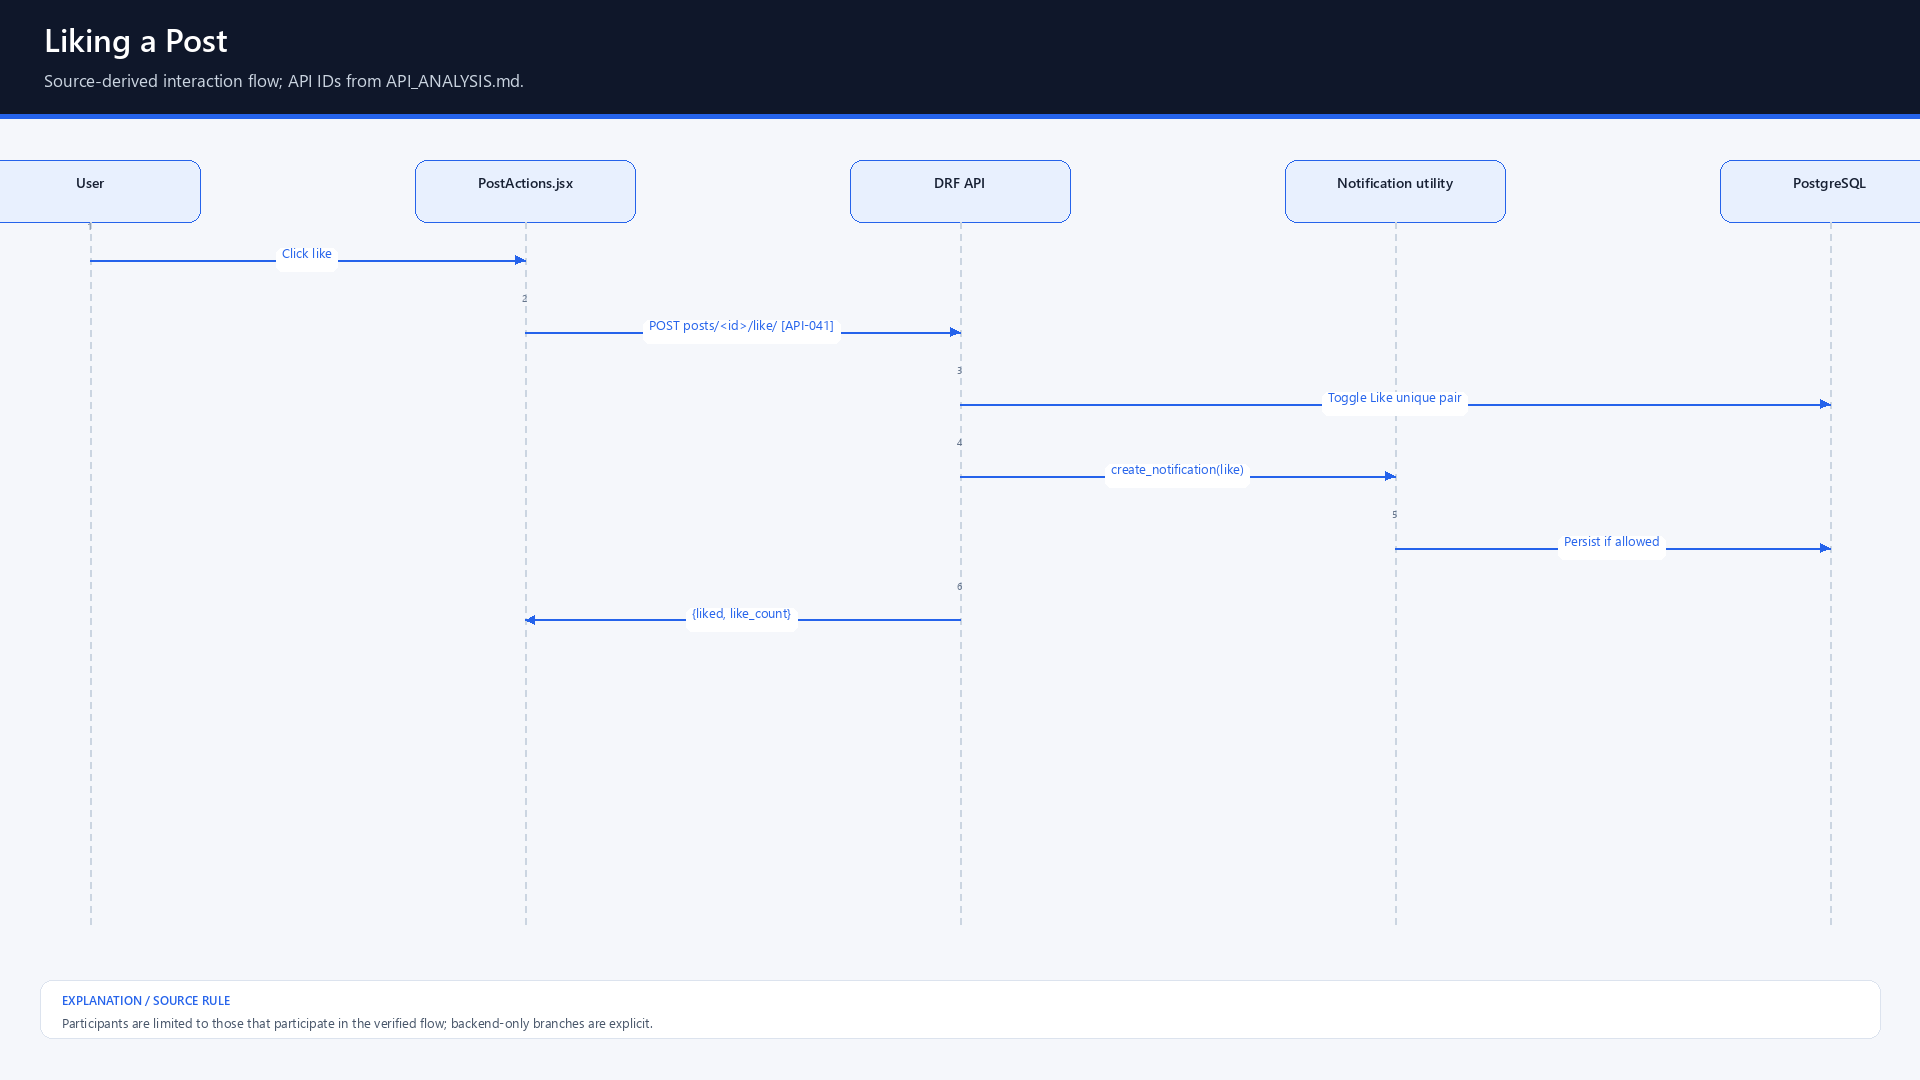 Liking a Post
Source-derived interaction flow; API IDs from API_ANALYSIS.md.
User
PostActions.jsx
DRF API
Notification utility
PostgreSQL
1
Click like
2
POST posts/<id>/like/ [API-041]
3
Toggle Like unique pair
4
create_notification(like)
5
Persist if allowed
6
{liked, like_count}
EXPLANATION / SOURCE RULE
Participants are limited to those that participate in the verified flow; backend-only branches are explicit.